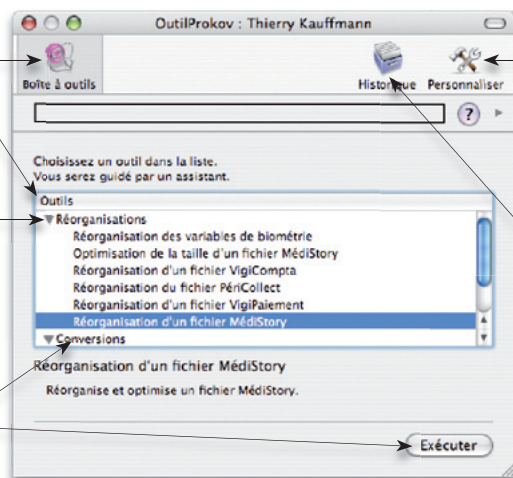 OutilProkov : Thierry Kauffmann
Boîte à outils
Historique
Personnaliser
?
Choisissez un outil dans la liste.
Vous serez guidé par un assistant.
Outils
Réorganisations
Réorganisation des variables de biométrie
Optimisation de la taille d'un fichier MédiStory
Réorganisation d'un fichier VigiCompta
Réorganisation du fichier PériCollect
Réorganisation d'un fichier VigiPaiement
Réorganisation d'un fichier MédiStory
Conversions
Réorganisation d'un fichier MédiStory
Réorganise et optimise un fichier MédiStory.
Exécuter